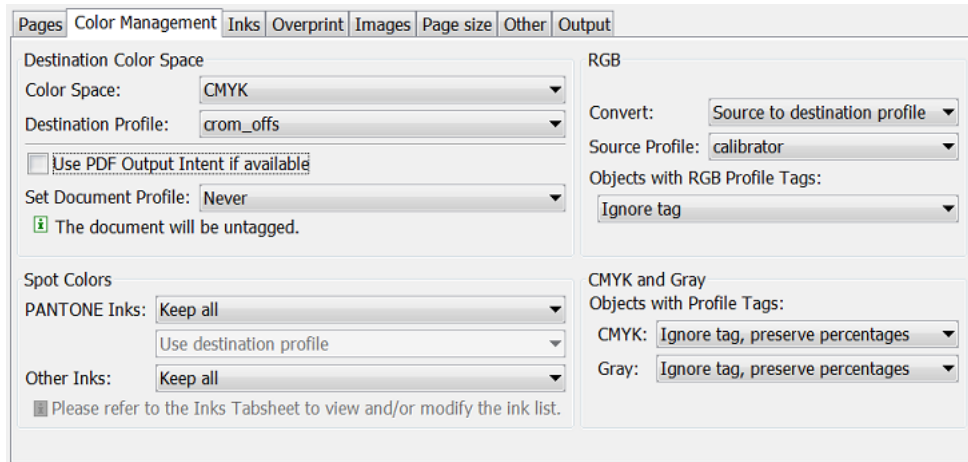 Pages Color Management Inks Overprint Images Page size Other Output
Destination Color Space
Color Space: CMYK
Destination Profile: crom_offs
Use PDF Output Intent if available
Set Document Profile: Never
The document will be untagged.
RGB
Convert: Source to destination profile
Source Profile: calibrator
Objects with RGB Profile Tags:
Ignore tag
Spot Colors
PANTONE Inks: Keep all
Use destination profile
Other Inks: Keep all
Please refer to the Inks Tabsheet to view and/or modify the ink list.
CMYK and Gray
Objects with Profile Tags:
CMYK: Ignore tag, preserve percentages
Gray: Ignore tag, preserve percentages